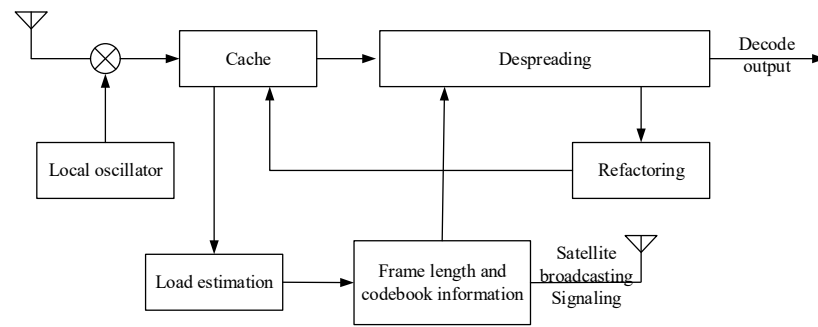 Cache
Despreading
Decode
output
Local oscillator
Refactoring
Load estimation
Frame length and
codebook information
Satellite
broadcasting
Signaling